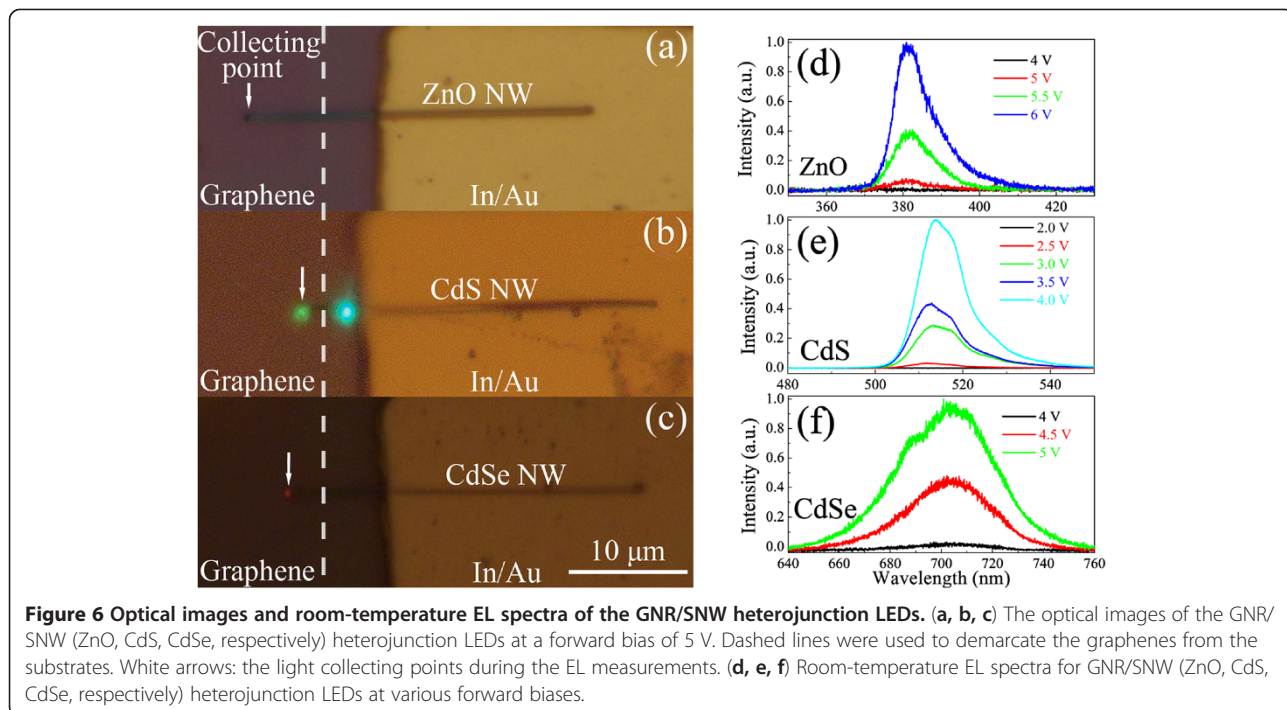 Collecting
point
(a)
ZnO NW
Graphene
In/Au
(b)
CdS NW
Graphene
In/Au
(c)
CdSe NW
10 μm
Graphene
In/Au
(d)
Intensity (a.u.)
1.0
0.8
0.6
0.4
0.2
0.0
4 V
5 V
5.5 V
6 V
ZnO
360 380 400 420
(e)
Intensity (a.u.)
1.0
0.8
0.6
0.4
0.2
0.0
2.0 V
2.5 V
3.0 V
3.5 V
4.0 V
CdS
480 500 520 540
(f)
Intensity (a.u.)
1.0
0.8
0.6
0.4
0.2
0.0
4 V
4.5 V
5 V
CdSe
640 660 680 700 720 740 760
Wavelength (nm)
Figure 6 Optical images and room-temperature EL spectra of the GNR/SNW heterojunction LEDs. (a, b, c) The optical images of the GNR/
SNW (ZnO, CdS, CdSe, respectively) heterojunction LEDs at a forward bias of 5 V. Dashed lines were used to demarcate the graphenes from the
substrates. White arrows: the light collecting points during the EL measurements. (d, e, f) Room-temperature EL spectra for GNR/SNW (ZnO, CdS,
CdSe, respectively) heterojunction LEDs at various forward biases.